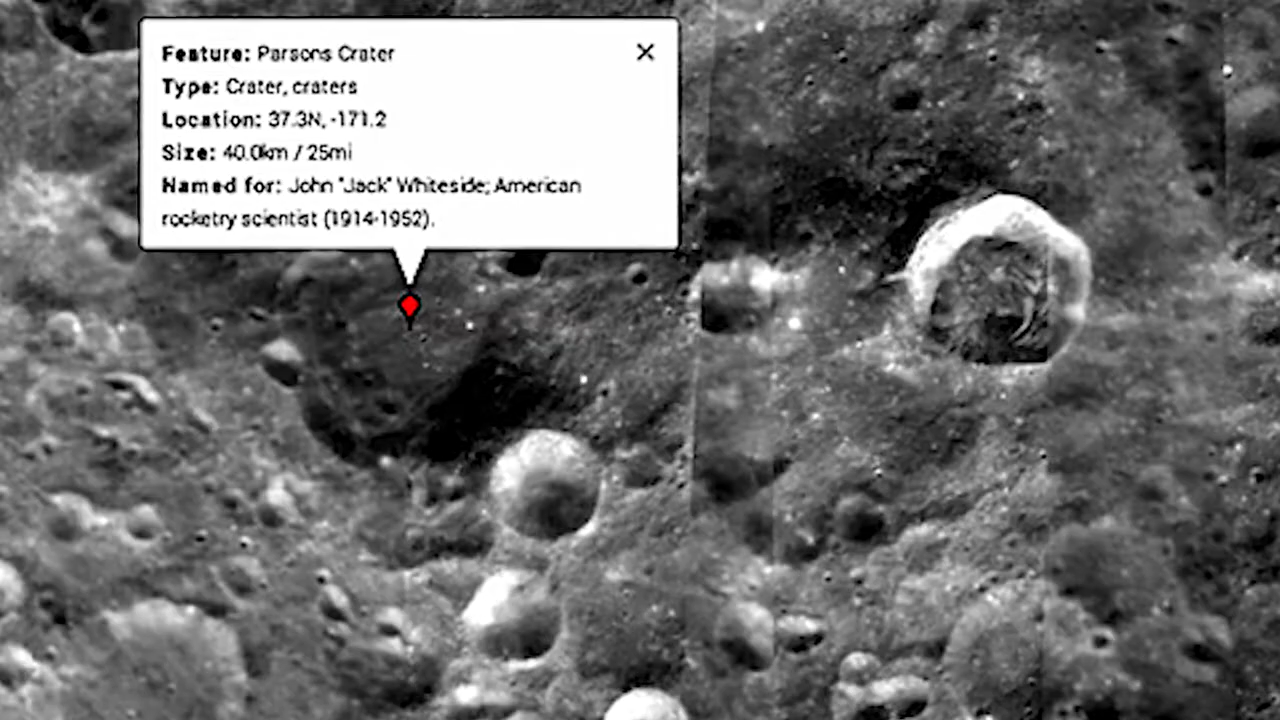 Feature: Parsons Crater
Type: Crater, craters
Location: 37.3N, -171.2
Size: 40.0km / 25mi
Named for: John "Jack" Whiteside; American
rocketry scientist (1914-1952).